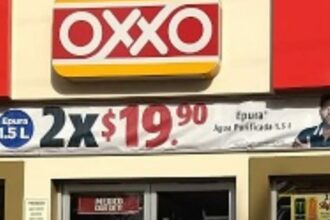 OXXO
Epura
1.5 L
2x$19.90
Epura
Agua Purificada 1.5 l